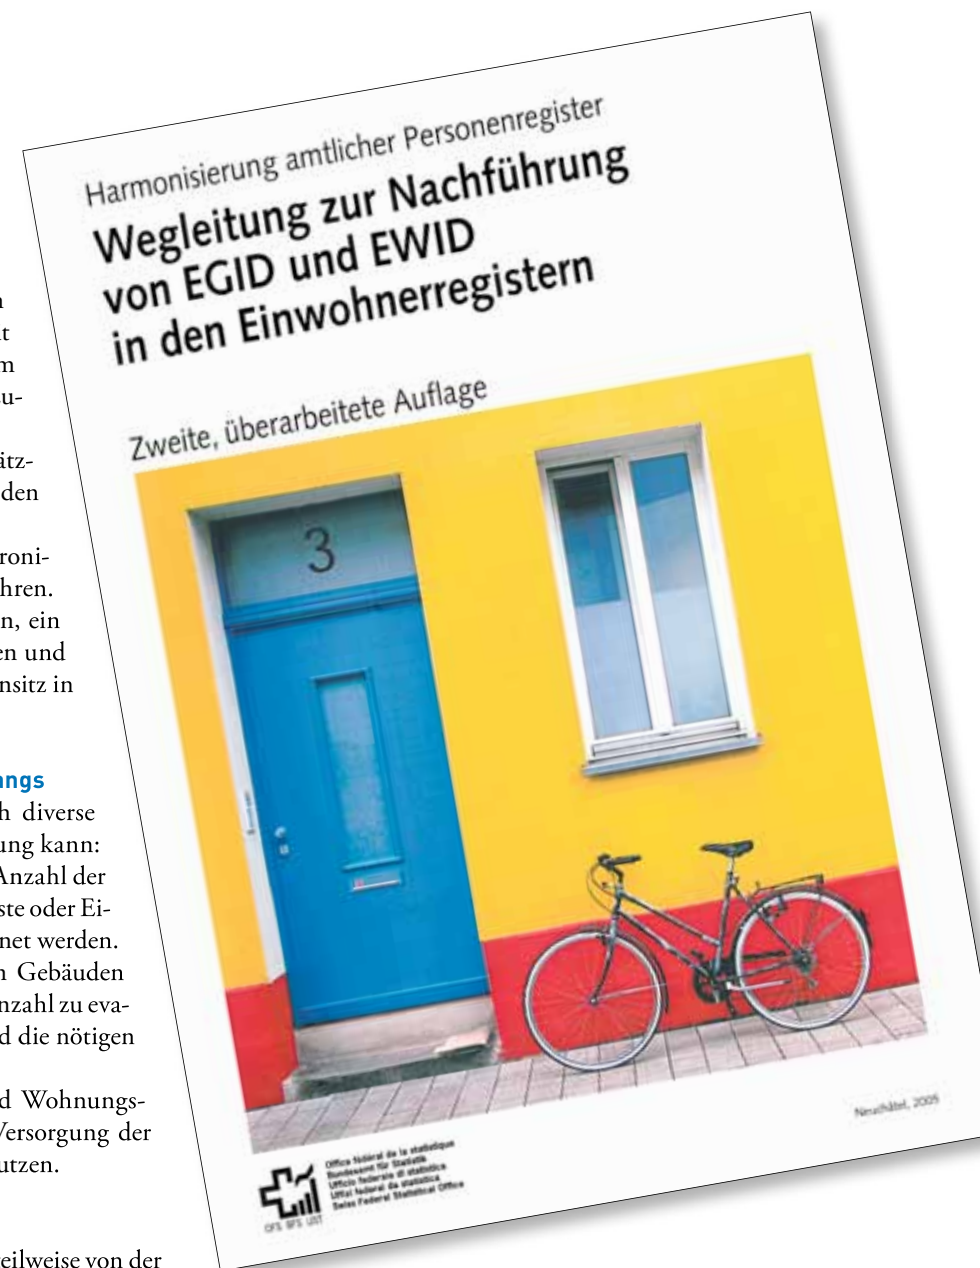 Harmonisierung amtlicher Personenregister
Wegleitung zur Nachführung
von EGID und EWID
in den Einwohnerregistern
Zweite, überarbeitete Auflage
3
Neuchâtel, 2005
Office fédéral de la statistique
Bundesamt für Statistik
Ufficio federale di statistica
Uffizi federal da statistica
Swiss Federal Statistical Office
OFS BFS UST
n
t
m
u-
ätz-
den
roni-
hren.
n, ein
en und
nsitz in
angs
h diverse
ung kann:
Anzahl der
ste oder Ei-
net werden.
n Gebäuden
nzahl zu eva-
d die nötigen
d Wohnungs-
Versorgung der
utzen.
eilweise von der